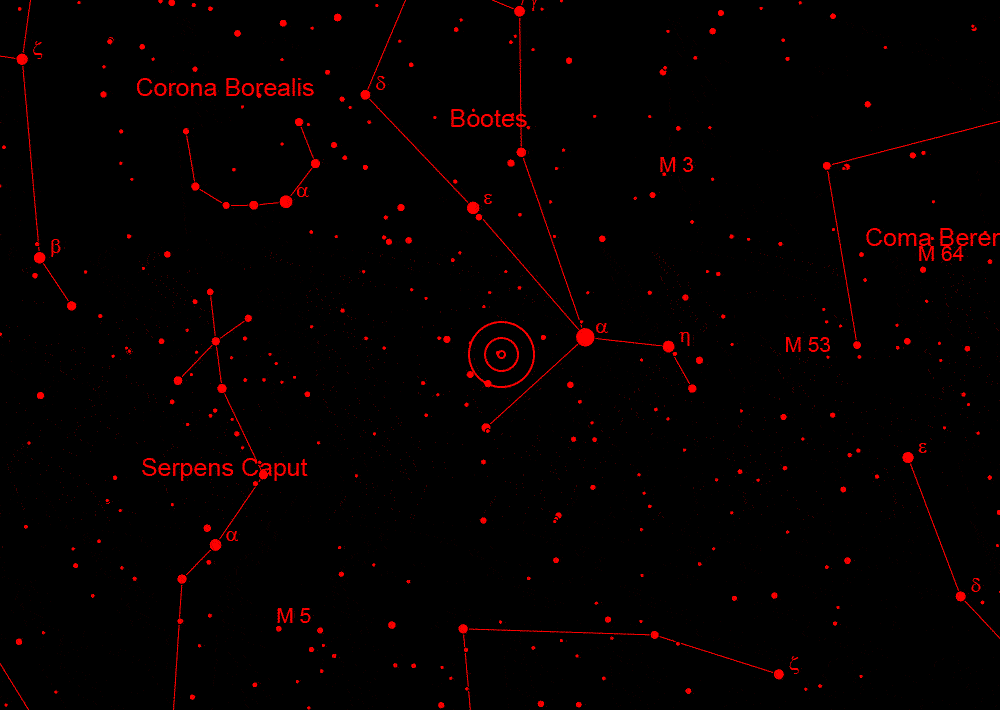 γ
ζ
δ
Corona Borealis
Bootes
M 3
α
ε
Coma Beren
β
M 64
α
η
M 53
ε
Serpens Caput
α
δ
M 5
ζ